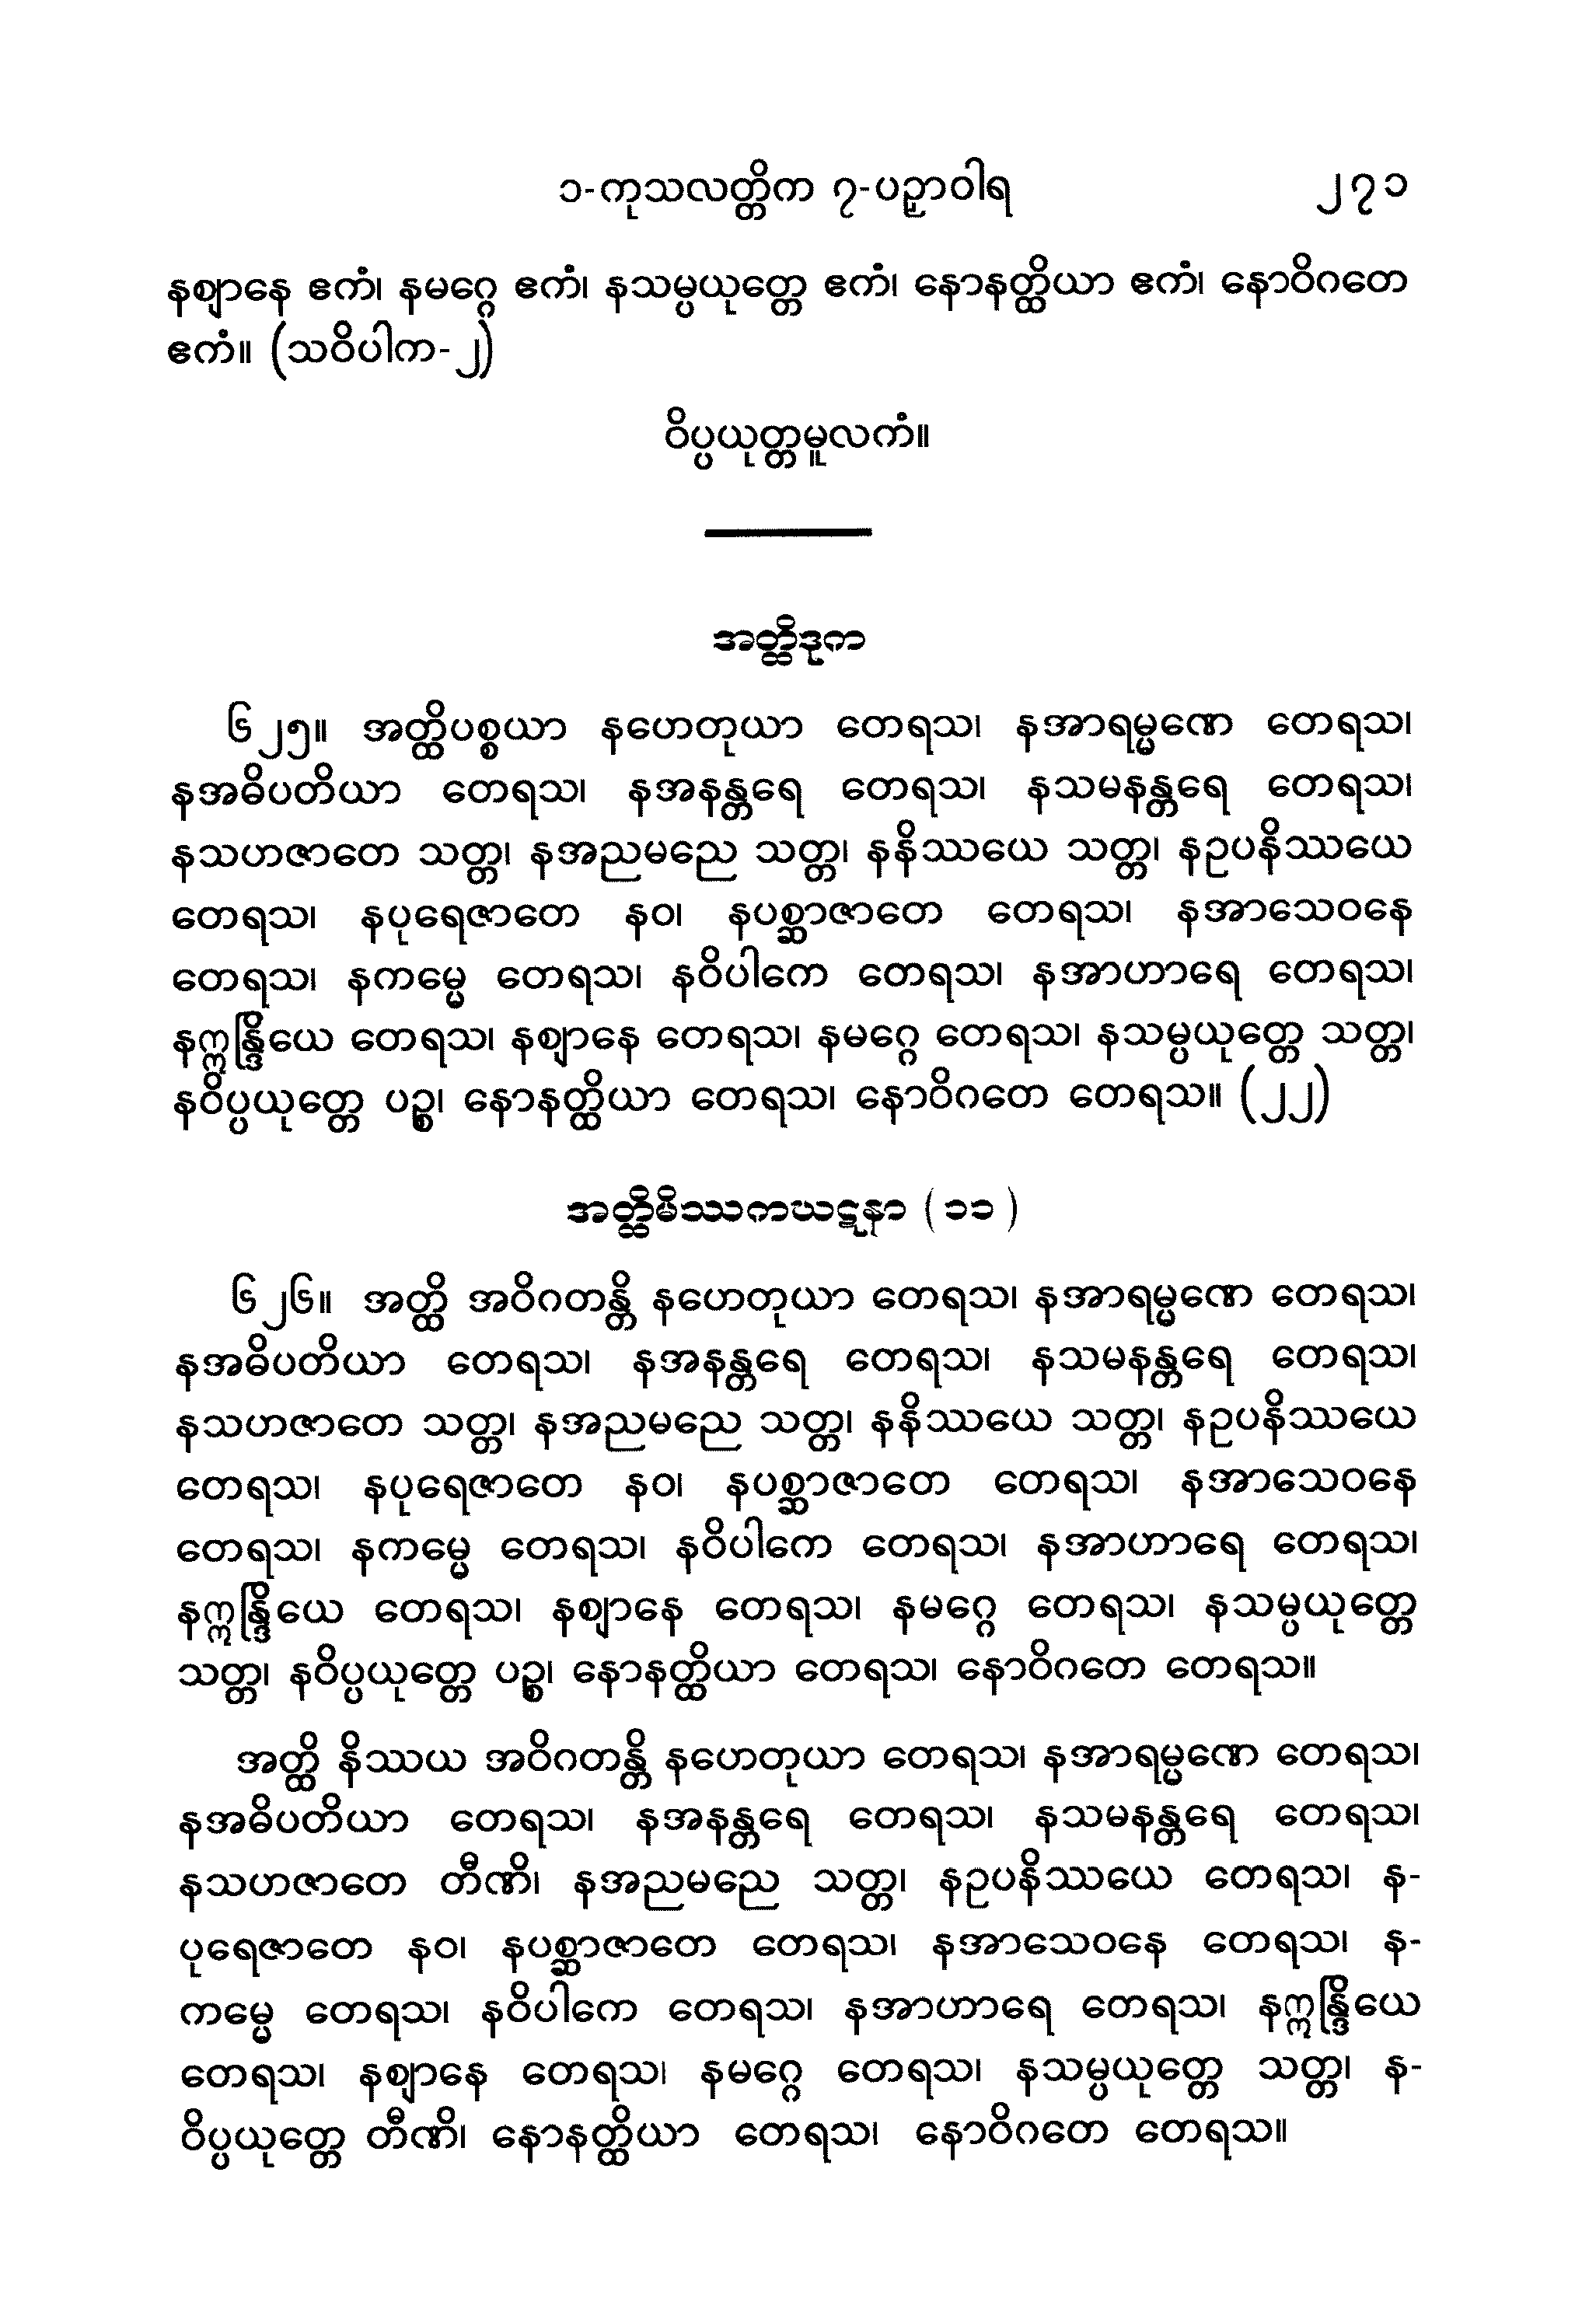 ၁-ကုသလတ္တိက ၇-ပဉှာဝါရ ၂၇၁
နဈာနေ ဧကံ၊ နမဂ္ဂေ ဧကံ၊ နသမ္ပယုတ္တေ ဧကံ၊ နောနတ္ထိယာ ဧကံ၊ နောဝိဂတေ
ဧကံ။ (သဝိပါက-၂)
ဝိပ္ပယုတ္တမူလကံ။
အတ္ထိဒုက
၆၂၅။ အတ္ထိပစ္စယာ နဟေတုယာ တေရသ၊ နအာရမ္မဏေ တေရသ၊
နအဓိပတိယာ တေရသ၊ နအနန္တရေ တေရသ၊ နသမနန္တရေ တေရသ၊
နသဟဇာတေ သတ္တ၊ နအညမညေ သတ္တ၊ နနိဿယေ သတ္တ၊ နဥပနိဿယေ
တေရသ၊ နပုရေဇာတေ နဝ၊ နပစ္ဆာဇာတေ တေရသ၊ နအာသေဝနေ
တေရသ၊ နကမ္မေ တေရသ၊ နဝိပါကေ တေရသ၊ နအာဟာရေ တေရသ၊
နဣန္ဒြိယေ တေရသ၊ နဈာနေ တေရသ၊ နမဂ္ဂေ တေရသ၊ နသမ္ပယုတ္တေ သတ္တ၊
နဝိပ္ပယုတ္တေ ပဉ္စ၊ နောနတ္ထိယာ တေရသ၊ နောဝိဂတေ တေရသ။ (၂၂)
အတ္ထိမိဿကဃဋနာ (၁၁)
၆၂၆။ အတ္ထိ အဝိဂတန္တိ နဟေတုယာ တေရသ၊ နအာရမ္မဏေ တေရသ၊
နအဓိပတိယာ တေရသ၊ နအနန္တရေ တေရသ၊ နသမနန္တရေ တေရသ၊
နသဟဇာတေ သတ္တ၊ နအညမညေ သတ္တ၊ နနိဿယေ သတ္တ၊ နဥပနိဿယေ
တေရသ၊ နပုရေဇာတေ နဝ၊ နပစ္ဆာဇာတေ တေရသ၊ နအာသေဝနေ
တေရသ၊ နကမ္မေ တေရသ၊ နဝိပါကေ တေရသ၊ နအာဟာရေ တေရသ၊
နဣန္ဒြိယေ တေရသ၊ နဈာနေ တေရသ၊ နမဂ္ဂေ တေရသ၊ နသမ္ပယုတ္တေ
သတ္တ၊ နဝိပ္ပယုတ္တေ ပဉ္စ၊ နောနတ္ထိယာ တေရသ၊ နောဝိဂတေ တေရသ။
အတ္ထိ နိဿယ အဝိဂတန္တိ နဟေတုယာ တေရသ၊ နအာရမ္မဏေ တေရသ၊
နအဓိပတိယာ တေရသ၊ နအနန္တရေ တေရသ၊ နသမနန္တရေ တေရသ၊
နသဟဇာတေ တီဏိ၊ နအညမညေ သတ္တ၊ နဥပနိဿယေ တေရသ၊ န-
ပုရေဇာတေ နဝ၊ နပစ္ဆာဇာတေ တေရသ၊ နအာသေဝနေ တေရသ၊ န-
ကမ္မေ တေရသ၊ နဝိပါကေ တေရသ၊ နအာဟာရေ တေရသ၊ နဣန္ဒြိယေ
တေရသ၊ နဈာနေ တေရသ၊ နမဂ္ဂေ တေရသ၊ နသမ္ပယုတ္တေ သတ္တ၊ န-
ဝိပ္ပယုတ္တေ တီဏိ၊ နောနတ္ထိယာ တေရသ၊ နောဝိဂတေ တေရသ။